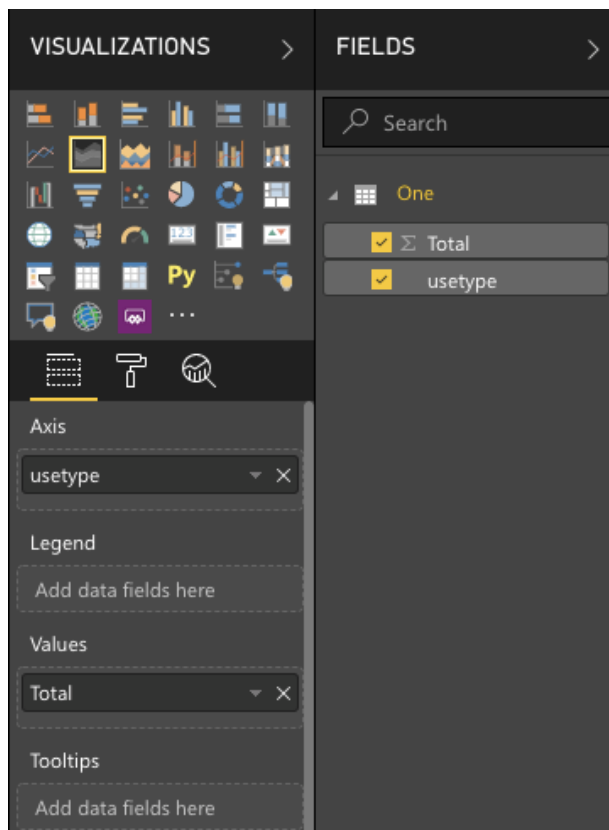 VISUALIZATIONS
123
Py
...
Axis
usetype
Legend
Add data fields here
Values
Total
Tooltips
Add data fields here
FIELDS
Search
One
Σ Total
usetype